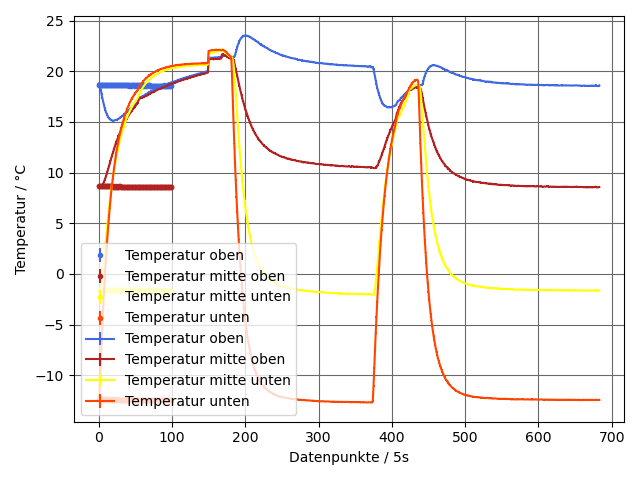 25
20
15
10
5
0
−5
−10
Temperatur / °C
Temperatur oben
Temperatur mitte oben
Temperatur mitte unten
Temperatur unten
Temperatur oben
Temperatur mitte oben
Temperatur mitte unten
Temperatur unten
0 100 200 300 400 500 600 700
Datenpunkte / 5s